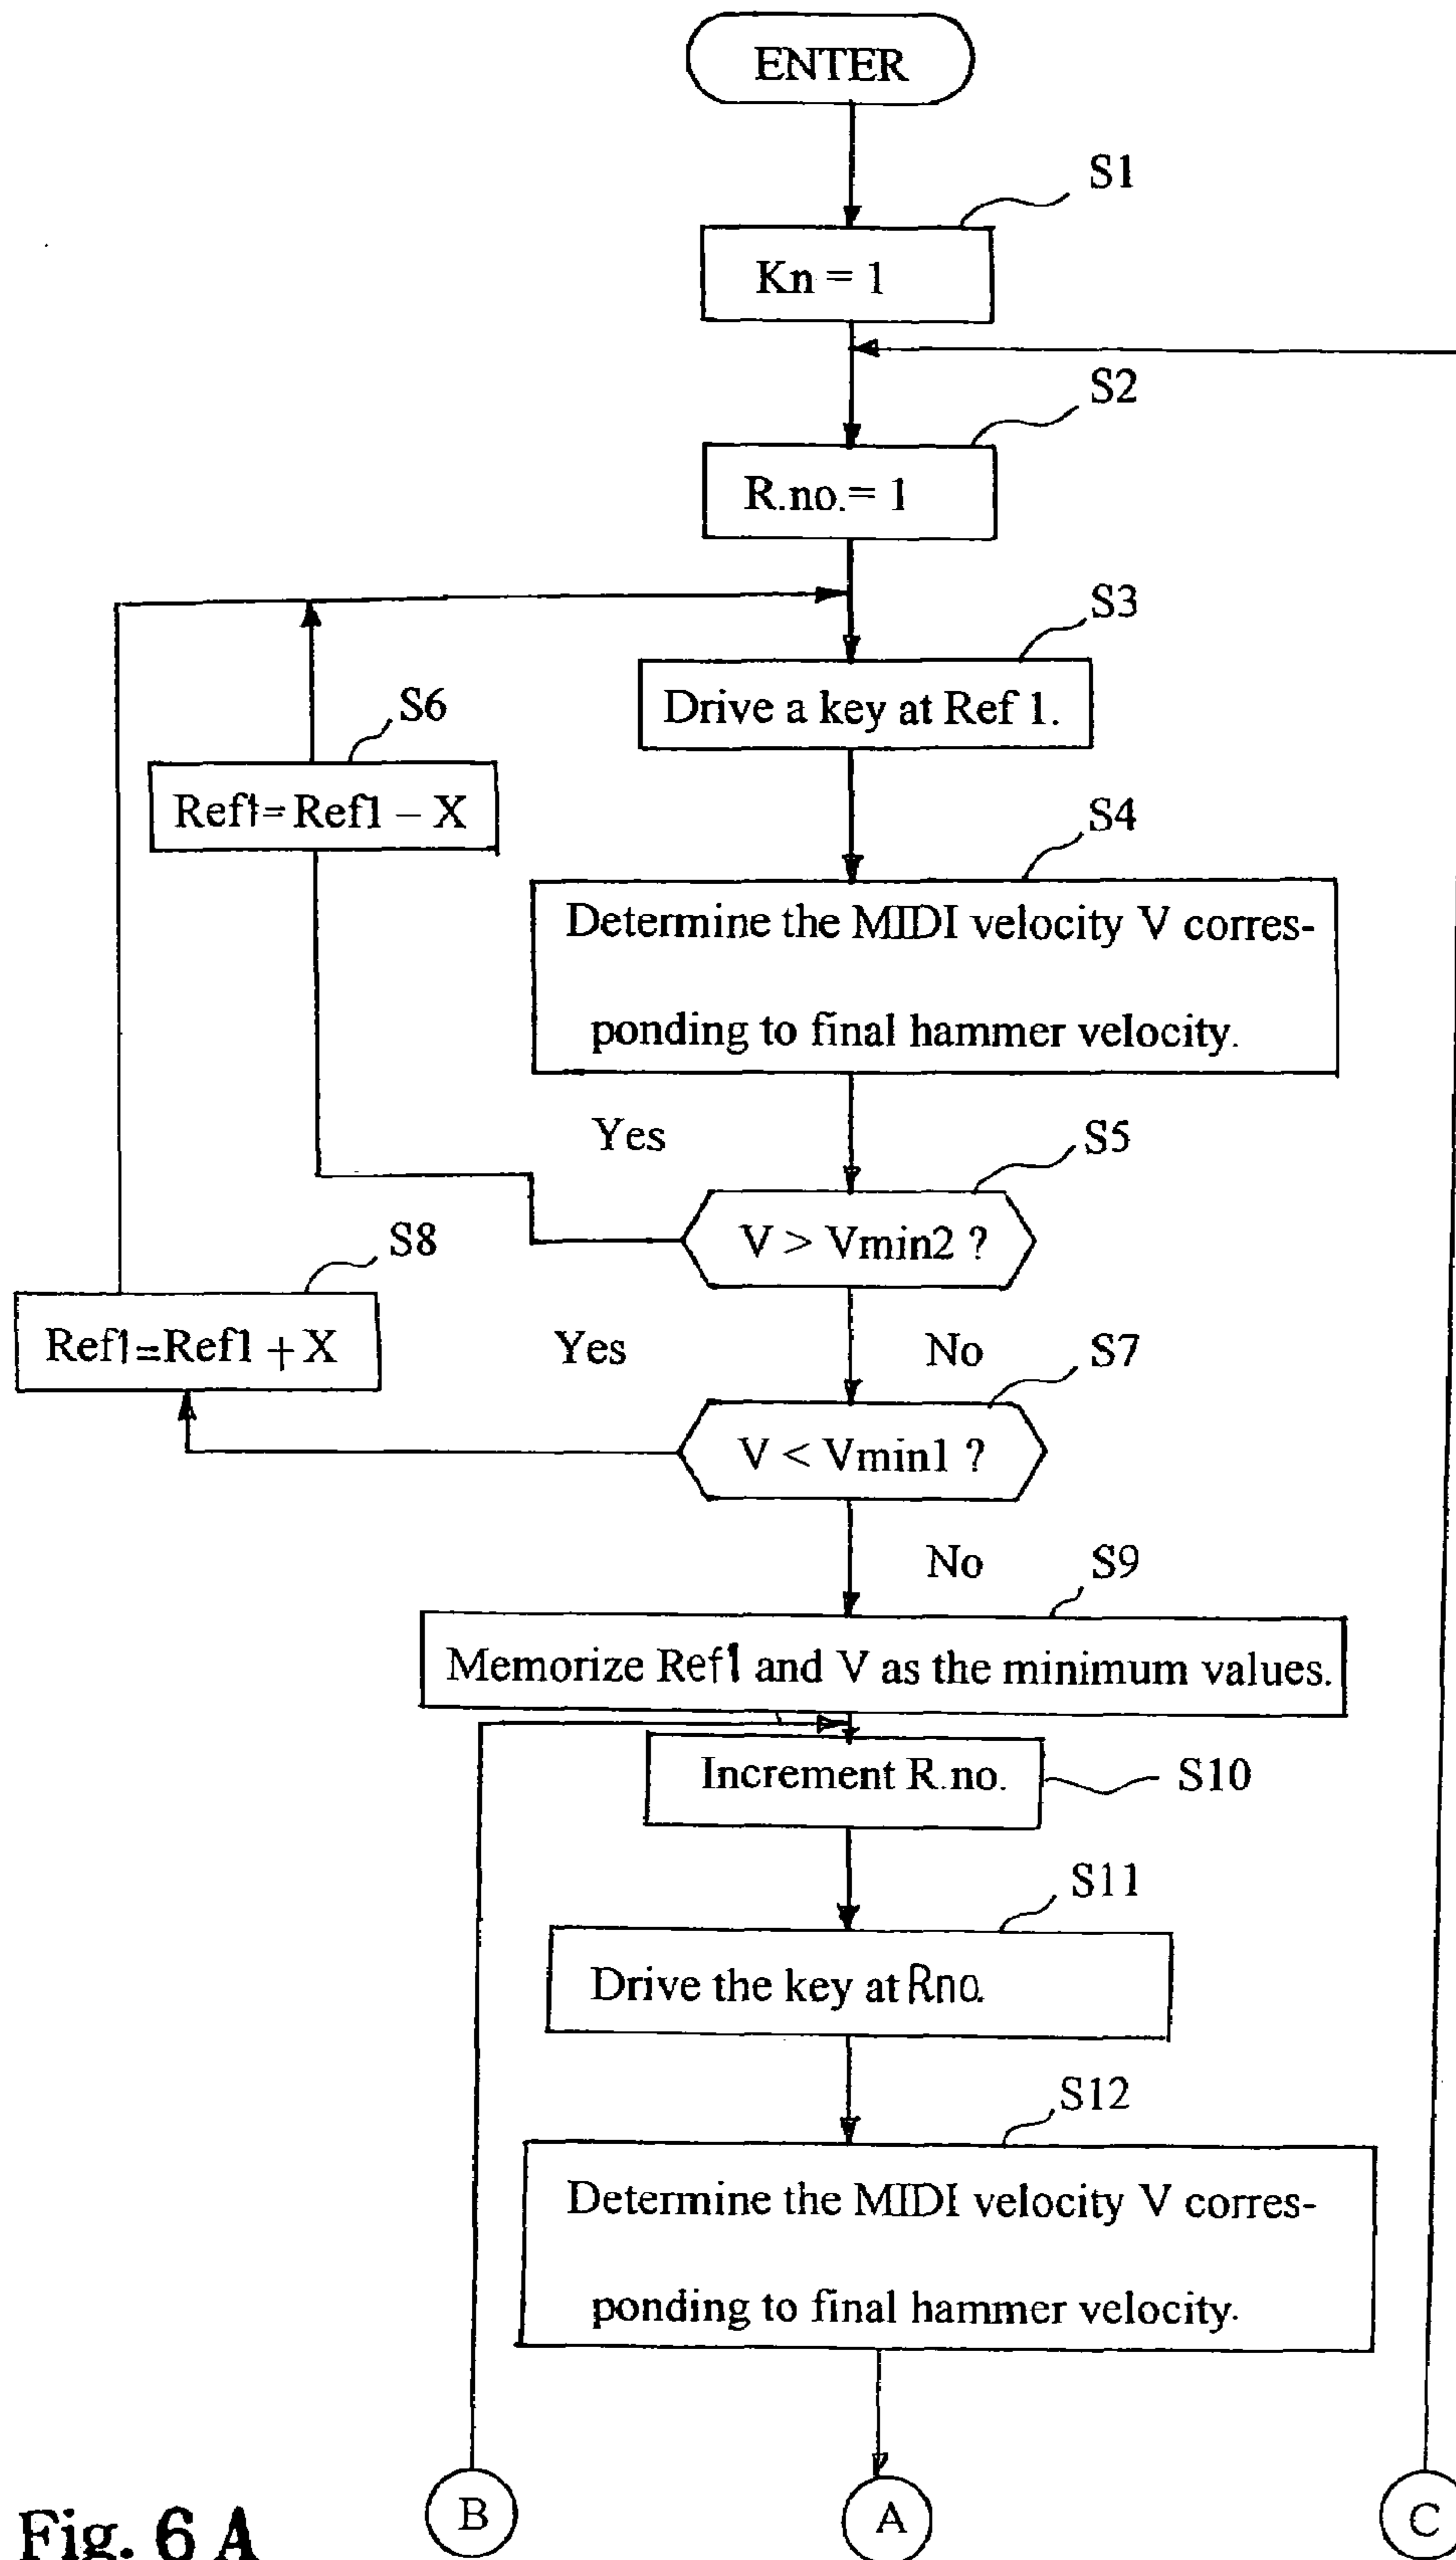 ENTER
S1
Kn = 1
S2
R.no.= 1
S3
Drive a key at Ref 1.
S6
Ref1= Ref1 – X
S4
Determine the MIDI velocity V corres-
ponding to final hammer velocity.
Yes
S5
V > Vmin2 ?
S8
Ref1=Ref1 + X
Yes
No
S7
V < Vmin1 ?
No
S9
Memorize Ref1 and V as the minimum values.
Increment R.no.
S10
S11
Drive the key at Rno.
S12
Determine the MIDI velocity V corres-
ponding to final hammer velocity.
B
A
C
Fig. 6 A